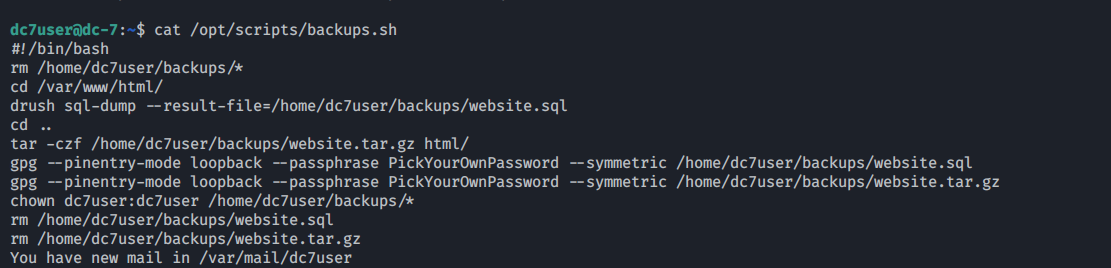 dc7user@dc-7:~$ cat /opt/scripts/backups.sh
#!/bin/bash
rm /home/dc7user/backups/*
cd /var/www/html/
drush sql-dump --result-file=/home/dc7user/backups/website.sql
cd ..
tar -czf /home/dc7user/backups/website.tar.gz html/
gpg --pinentry-mode loopback --passphrase PickYourOwnPassword --symmetric /home/dc7user/backups/website.sql
gpg --pinentry-mode loopback --passphrase PickYourOwnPassword --symmetric /home/dc7user/backups/website.tar.gz
chown dc7user:dc7user /home/dc7user/backups/*
rm /home/dc7user/backups/website.sql
rm /home/dc7user/backups/website.tar.gz
You have new mail in /var/mail/dc7user